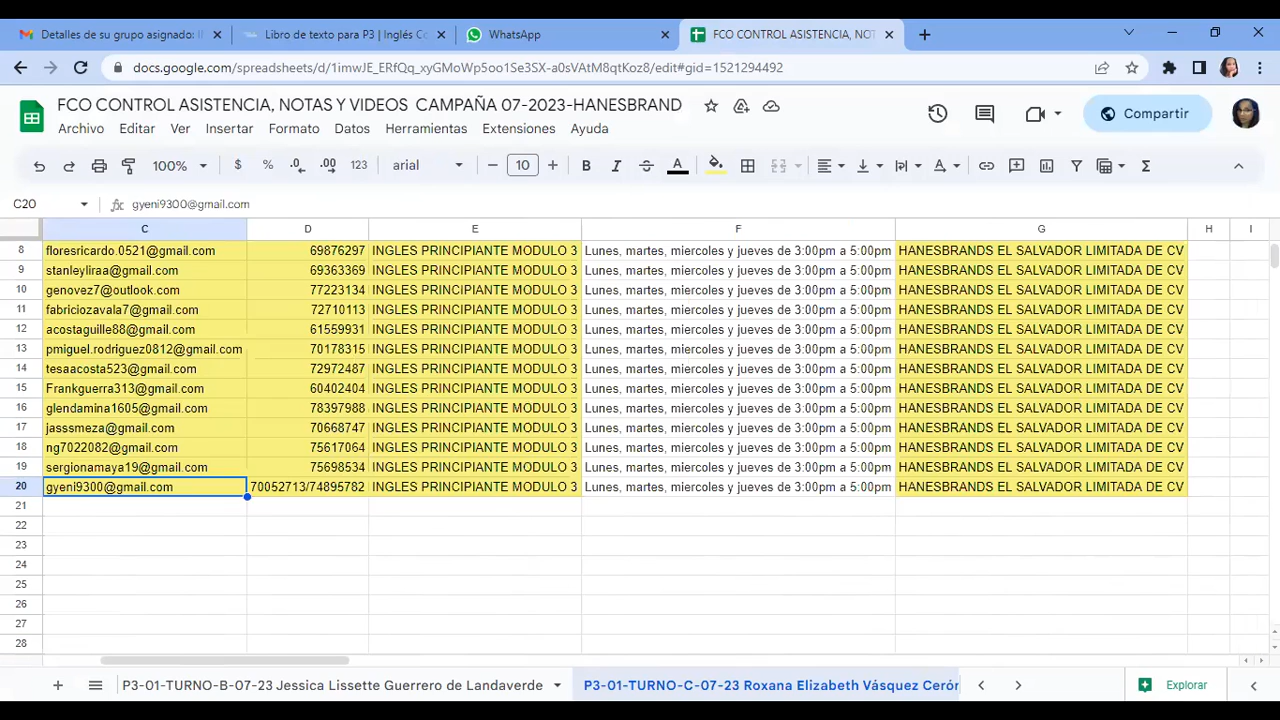 Detalles de su grupo asignado: I
Libro de texto para P3 | Inglés Co
WhatsApp
FCO CONTROL ASISTENCIA, NOT
docs.google.com/spreadsheets/d/1imwJE_ERfQq_xyGMoWp5oo1Se3SX-a0sVAtM8qtKoz8/edit#gid=1521294492
FCO CONTROL ASISTENCIA, NOTAS Y VIDEOS CAMPAÑA 07-2023-HANESBRAND
Archivo Editar Ver Insertar Formato Datos Herramientas Extensiones Ayuda
Compartir
100% $ % .0 .00 123 arial 10 B I A
C20 fx gyeni9300@gmail.com
C D E F G H I
8 floresricardo.0521@gmail.com 69876297 INGLES PRINCIPIANTE MODULO 3 Lunes, martes, miercoles y jueves de 3:00pm a 5:00pm HANESBRANDS EL SALVADOR LIMITADA DE CV
9 stanleyliraa@gmail.com 69363369 INGLES PRINCIPIANTE MODULO 3 Lunes, martes, miercoles y jueves de 3:00pm a 5:00pm HANESBRANDS EL SALVADOR LIMITADA DE CV
10 genovez7@outlook.com 77223134 INGLES PRINCIPIANTE MODULO 3 Lunes, martes, miercoles y jueves de 3:00pm a 5:00pm HANESBRANDS EL SALVADOR LIMITADA DE CV
11 fabriciozavala7@gmail.com 72710113 INGLES PRINCIPIANTE MODULO 3 Lunes, martes, miercoles y jueves de 3:00pm a 5:00pm HANESBRANDS EL SALVADOR LIMITADA DE CV
12 acostaguille88@gmail.com 61559931 INGLES PRINCIPIANTE MODULO 3 Lunes, martes, miercoles y jueves de 3:00pm a 5:00pm HANESBRANDS EL SALVADOR LIMITADA DE CV
13 pmiguel.rodriguez0812@gmail.com 70178315 INGLES PRINCIPIANTE MODULO 3 Lunes, martes, miercoles y jueves de 3:00pm a 5:00pm HANESBRANDS EL SALVADOR LIMITADA DE CV
14 tesaacosta523@gmail.com 72972487 INGLES PRINCIPIANTE MODULO 3 Lunes, martes, miercoles y jueves de 3:00pm a 5:00pm HANESBRANDS EL SALVADOR LIMITADA DE CV
15 Frankguerra313@gmail.com 60402404 INGLES PRINCIPIANTE MODULO 3 Lunes, martes, miercoles y jueves de 3:00pm a 5:00pm HANESBRANDS EL SALVADOR LIMITADA DE CV
16 glendamina1605@gmail.com 78397988 INGLES PRINCIPIANTE MODULO 3 Lunes, martes, miercoles y jueves de 3:00pm a 5:00pm HANESBRANDS EL SALVADOR LIMITADA DE CV
17 jasssmeza@gmail.com 70668747 INGLES PRINCIPIANTE MODULO 3 Lunes, martes, miercoles y jueves de 3:00pm a 5:00pm HANESBRANDS EL SALVADOR LIMITADA DE CV
18 ng7022082@gmail.com 75617064 INGLES PRINCIPIANTE MODULO 3 Lunes, martes, miercoles y jueves de 3:00pm a 5:00pm HANESBRANDS EL SALVADOR LIMITADA DE CV
19 sergionamaya19@gmail.com 75698534 INGLES PRINCIPIANTE MODULO 3 Lunes, martes, miercoles y jueves de 3:00pm a 5:00pm HANESBRANDS EL SALVADOR LIMITADA DE CV
20 gyeni9300@gmail.com 70052713/74895782 INGLES PRINCIPIANTE MODULO 3 Lunes, martes, miercoles y jueves de 3:00pm a 5:00pm HANESBRANDS EL SALVADOR LIMITADA DE CV
21
22
23
24
25
26
27
28
P3-01-TURNO-B-07-23 Jessica Lissette Guerrero de Landaverde P3-01-TURNO-C-07-23 Roxana Elizabeth Vásquez Cerón Explorar